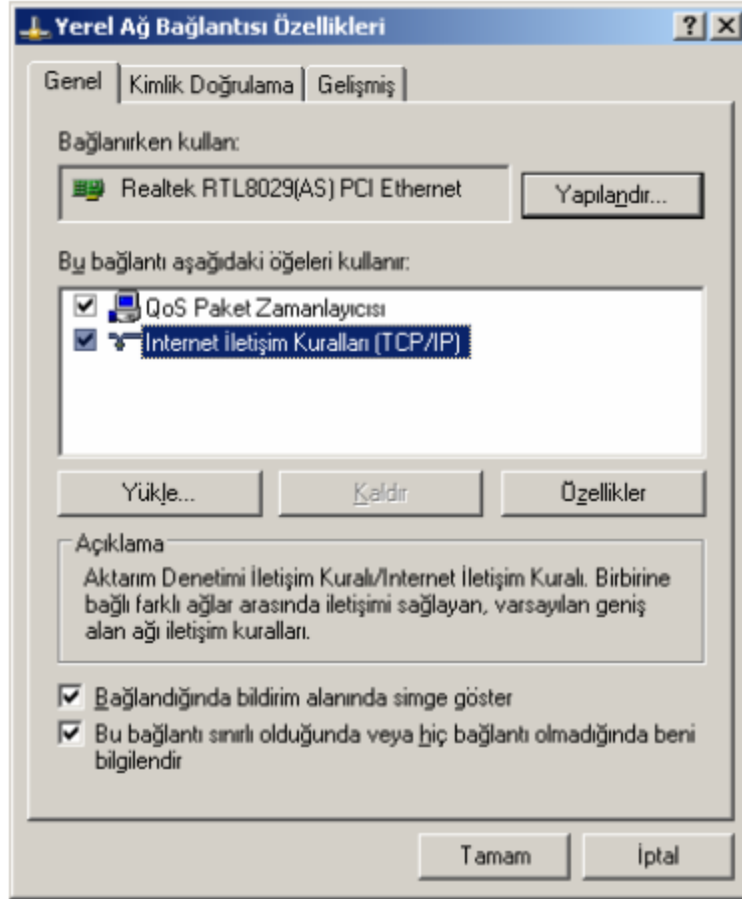 Yerel Ağ Bağlantısı Özellikleri
Genel
Kimlik Doğrulama
Gelişmiş
Bağlanırken kullan:
Realtek RTL8029(AS) PCI Ethernet
Yapılandır...
Bu bağlantı aşağıdaki öğeleri kullanır:
QoS Paket Zamanlayıcısı
Internet İletişim Kuralları (TCP/IP)
Yükle...
Kaldır
Özellikler
Açıklama
Aktarım Denetimi İletişim Kuralı/Internet İletişim Kuralı. Birbirine
bağlı farklı ağlar arasında iletişimi sağlayan, varsayılan geniş
alan ağı iletişim kuralları.
Bağlandığında bildirim alanında simge göster
Bu bağlantı sınırlı olduğunda veya hiç bağlantı olmadığında beni
bilgilendir
Tamam
İptal